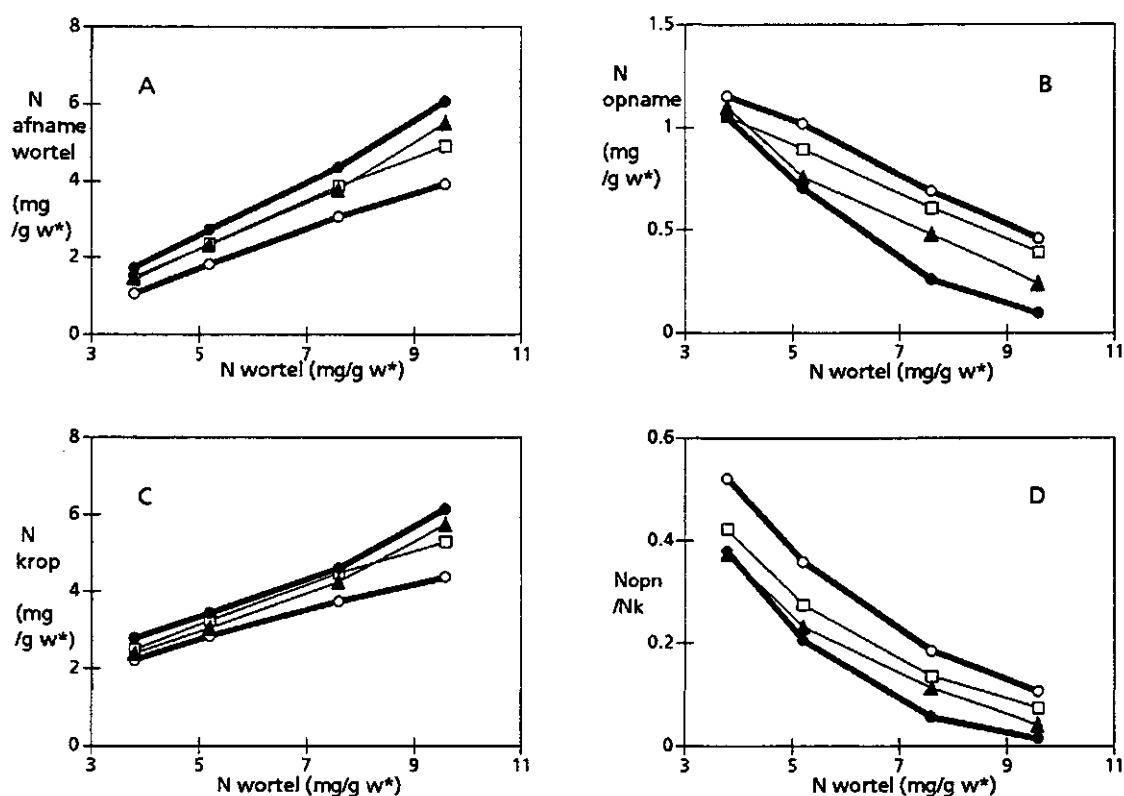 8
6
4
2
0
N
afname
wortel
(mg
/g w*)
A
3 5 7 9 11
N wortel (mg/g w*)
1.5
1
0.5
0
N
opname
(mg
/g w*)
B
3 5 7 9 11
N wortel (mg/g w*)
8
6
4
2
0
N
krop
(mg
/g w*)
C
3 5 7 9 11
N wortel (mg/g w*)
0.6
0.4
0.2
0
Nopn
/Nk
D
3 5 7 9 11
N wortel (mg/g w*)